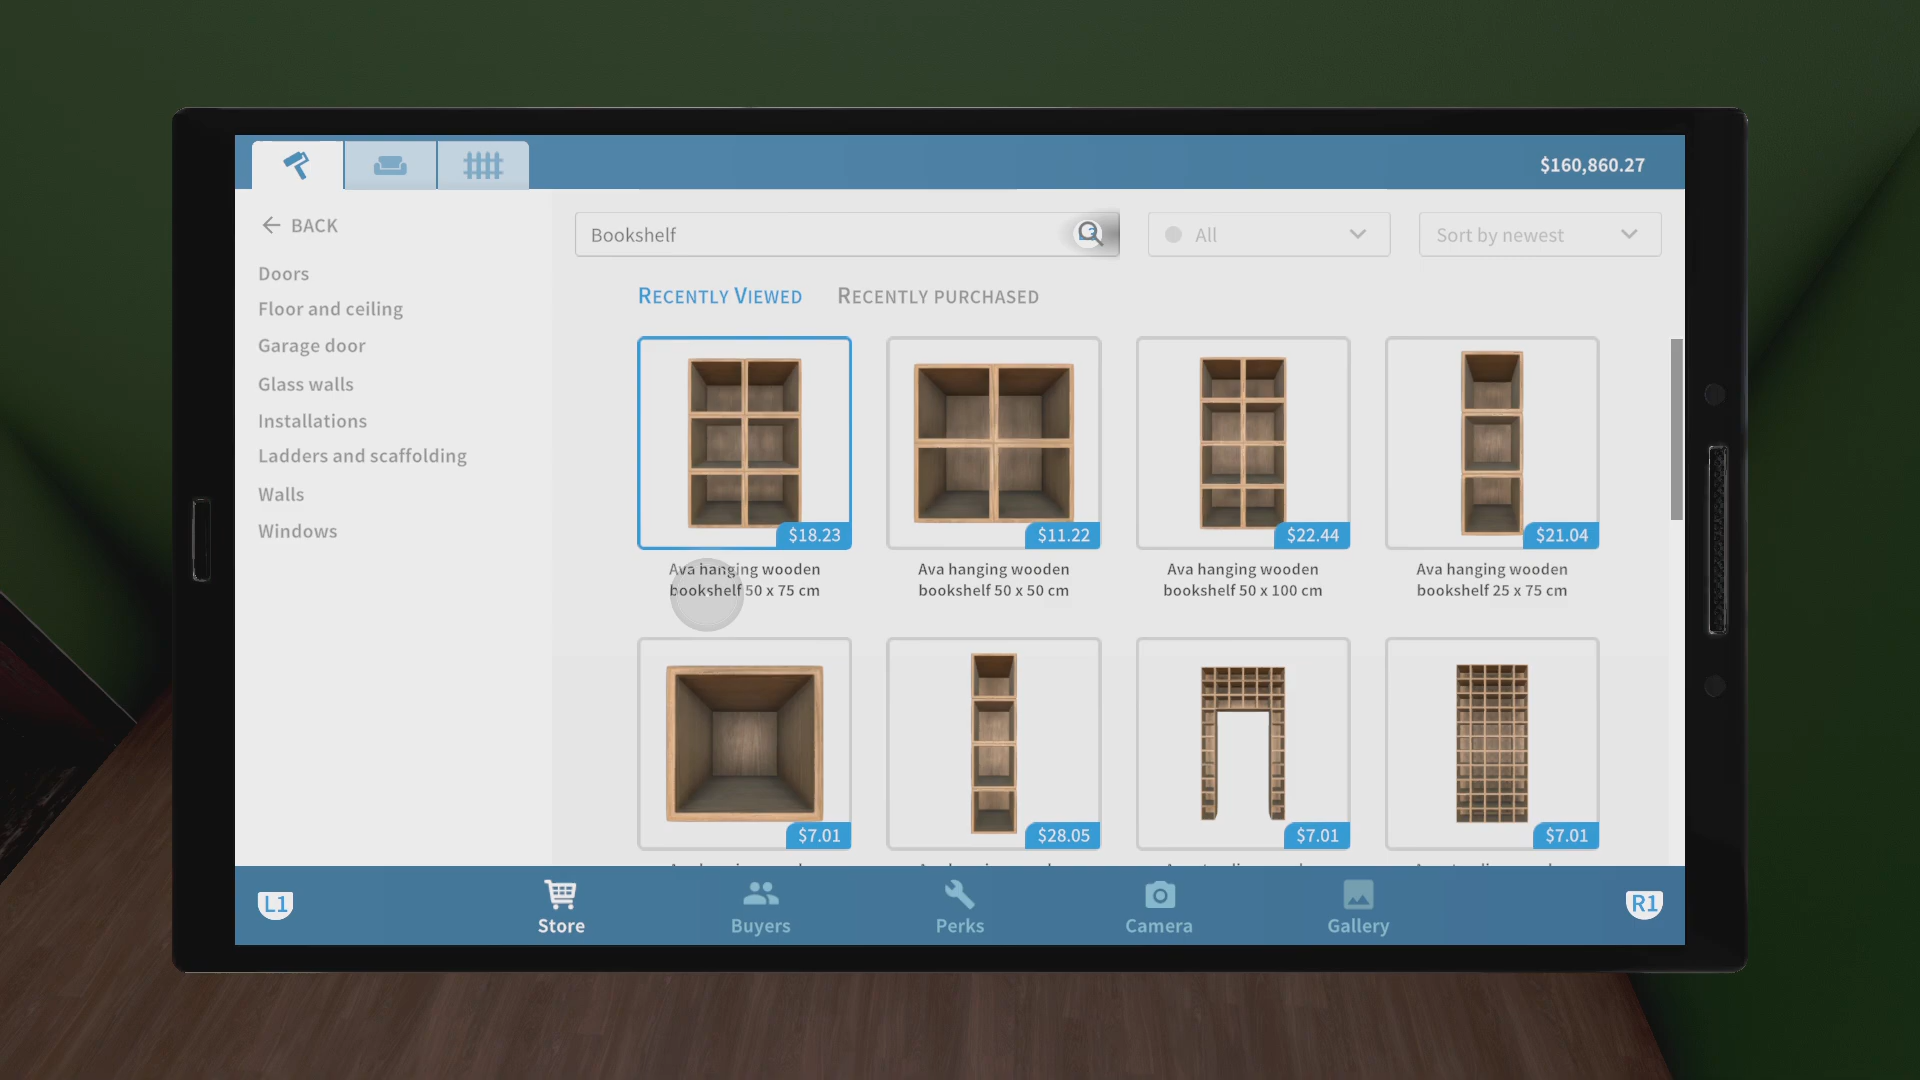 $160,860.27
BACK
Bookshelf
All
Sort by newest
Doors
Floor and ceiling
Garage door
Glass walls
Installations
Ladders and scaffolding
Walls
Windows
RECENTLY VIEWED
RECENTLY PURCHASED
$18.23
$11.22
$22.44
$21.04
Ava hanging wooden
bookshelf 50 x 75 cm
Ava hanging wooden
bookshelf 50 x 50 cm
Ava hanging wooden
bookshelf 50 x 100 cm
Ava hanging wooden
bookshelf 25 x 75 cm
$7.01
$28.05
$7.01
$7.01
L1
Store
Buyers
Perks
Camera
Gallery
R1